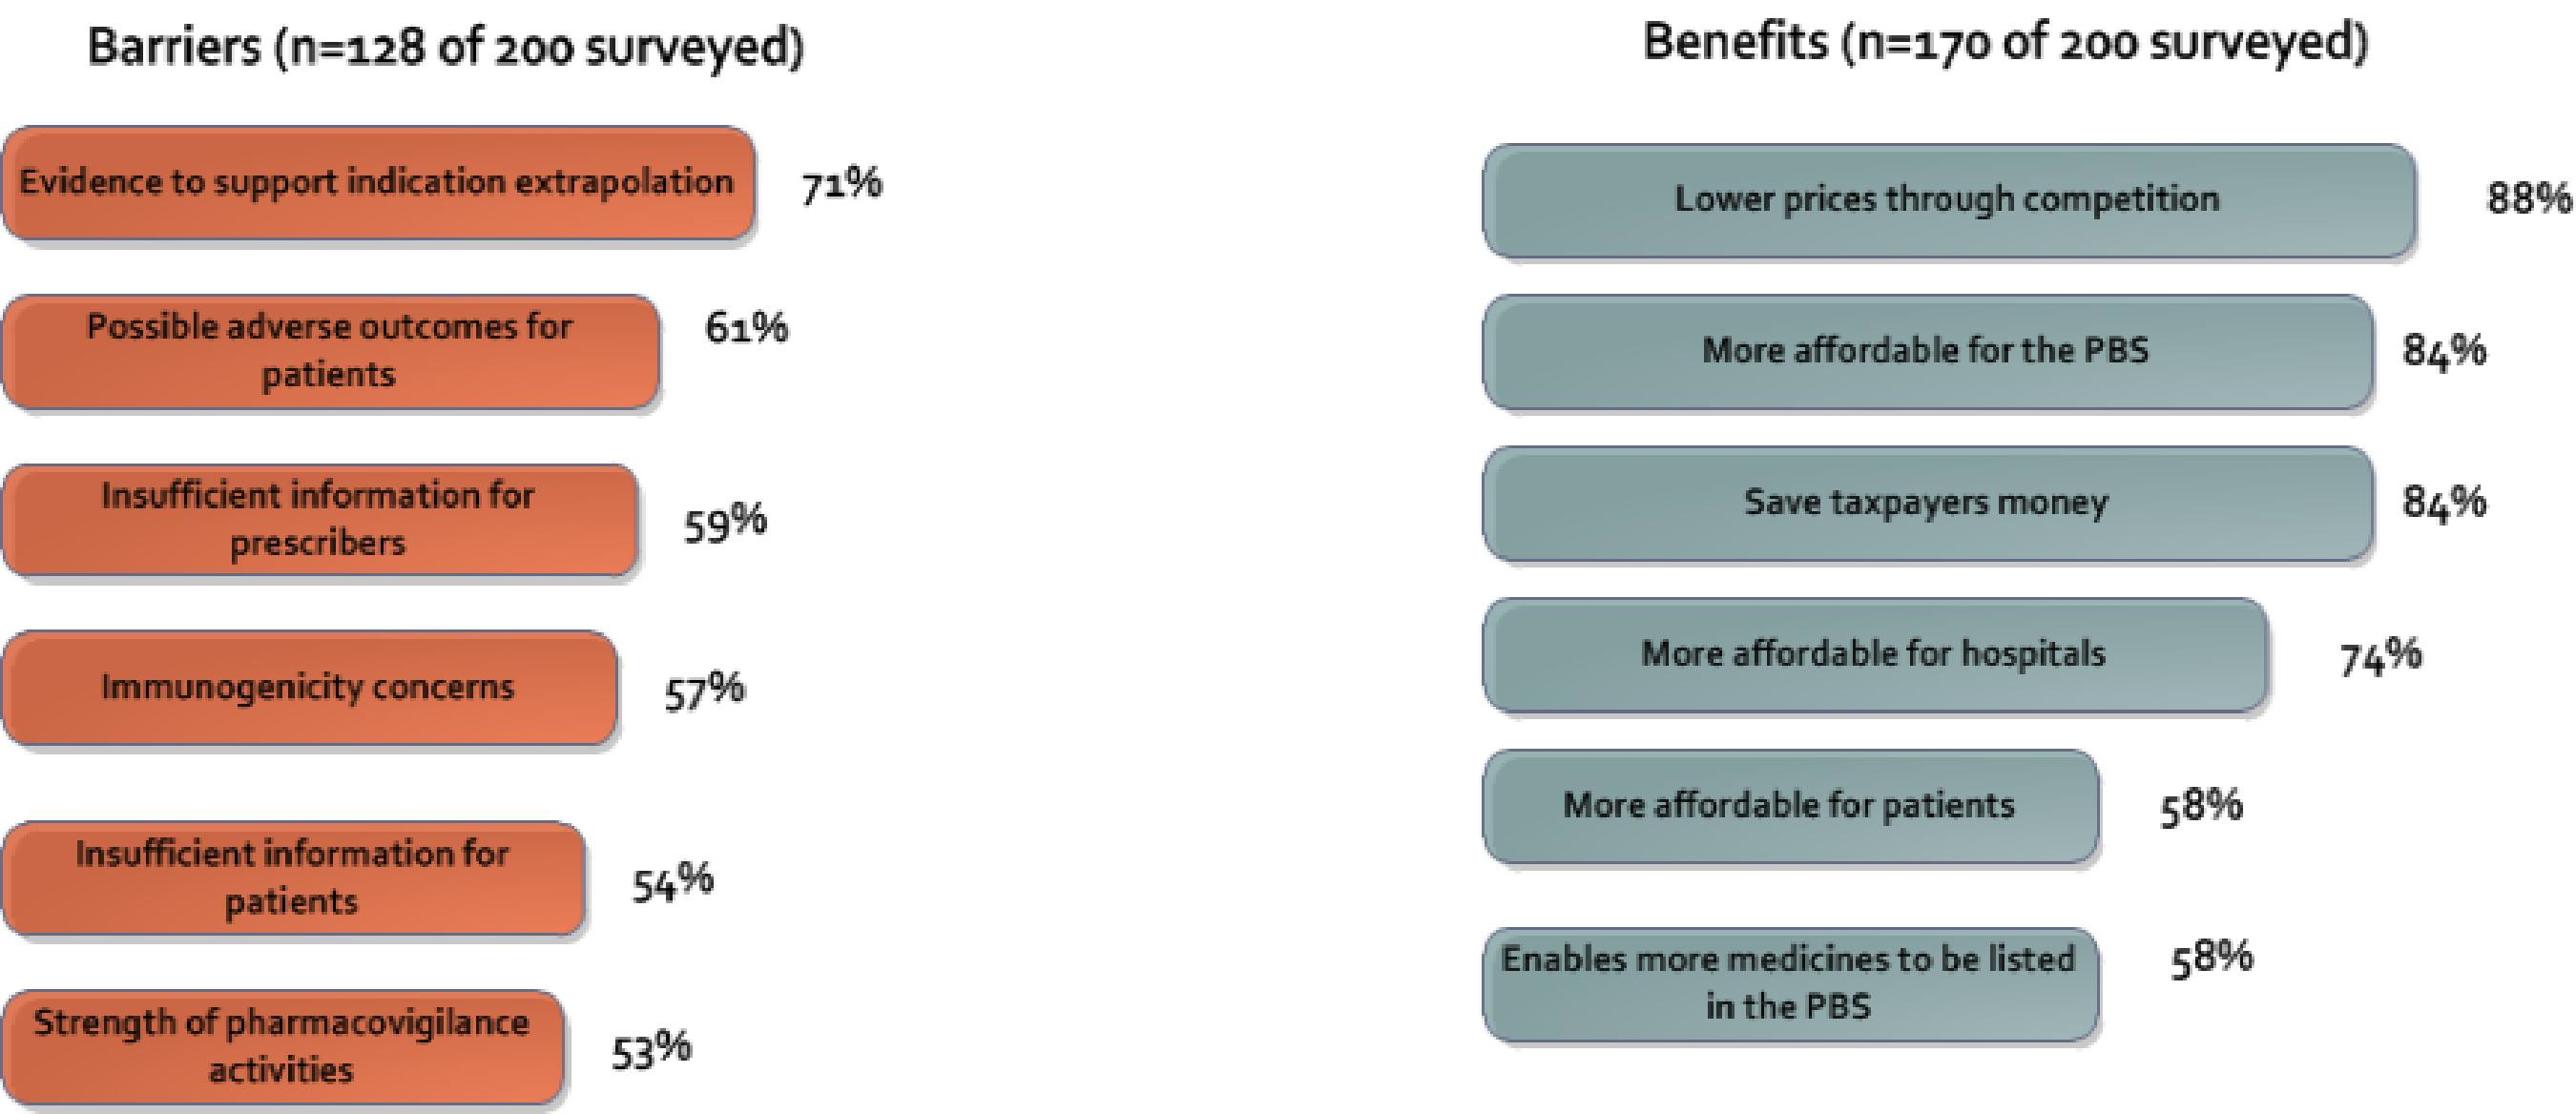 Barriers (n=128 of 200 surveyed)
Evidence to support indication extrapolation
71%
Possible adverse outcomes for
patients
61%
Insufficient information for
prescribers
59%
Immunogenicity concerns
57%
Insufficient information for
patients
54%
Strength of pharmacovigilance
activities
53%
Benefits (n=170 of 200 surveyed)
Lower prices through competition
88%
More affordable for the PBS
84%
Save taxpayers money
84%
More affordable for hospitals
74%
More affordable for patients
58%
Enables more medicines to be listed
in the PBS
58%